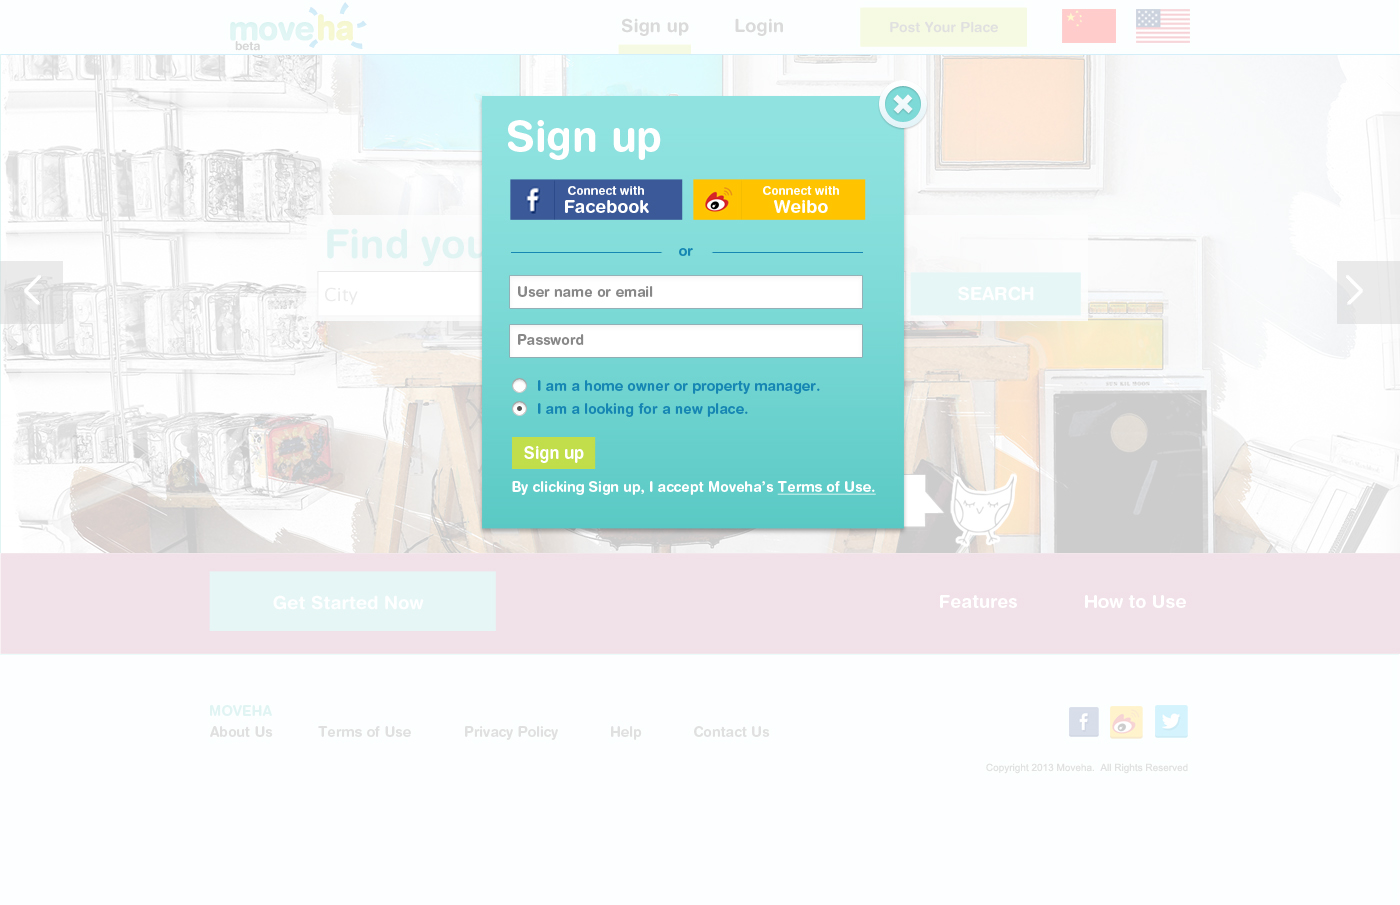 moveha
beta
Sign up
Login
Post Your Place
Sign up
Connect with
Facebook
Connect with
Weibo
or
Find you
City
SEARCH
User name or email
Password
I am a home owner or property manager.
I am a looking for a new place.
Sign up
By clicking Sign up, I accept Moveha's Terms of Use.
Get Started Now
Features
How to Use
MOVEHA
About Us
Terms of Use
Privacy Policy
Help
Contact Us
Copyright 2013 Moveha. All Rights Reserved